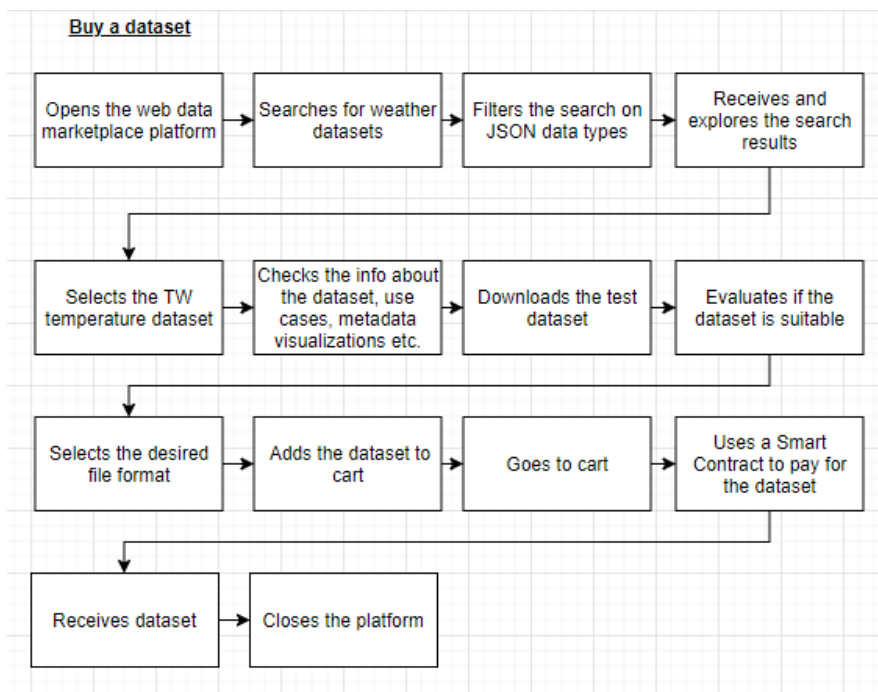 Buy a dataset
Opens the web data
marketplace platform
Searches for weather
datasets
Filters the search on
JSON data types
Receives and
explores the search
results
Selects the TW
temperature dataset
Checks the info about
the dataset, use
cases, metadata
visualizations etc.
Downloads the test
dataset
Evaluates if the
dataset is suitable
Selects the desired
file format
Adds the dataset to
cart
Goes to cart
Uses a Smart
Contract to pay for
the dataset
Receives dataset
Closes the platform